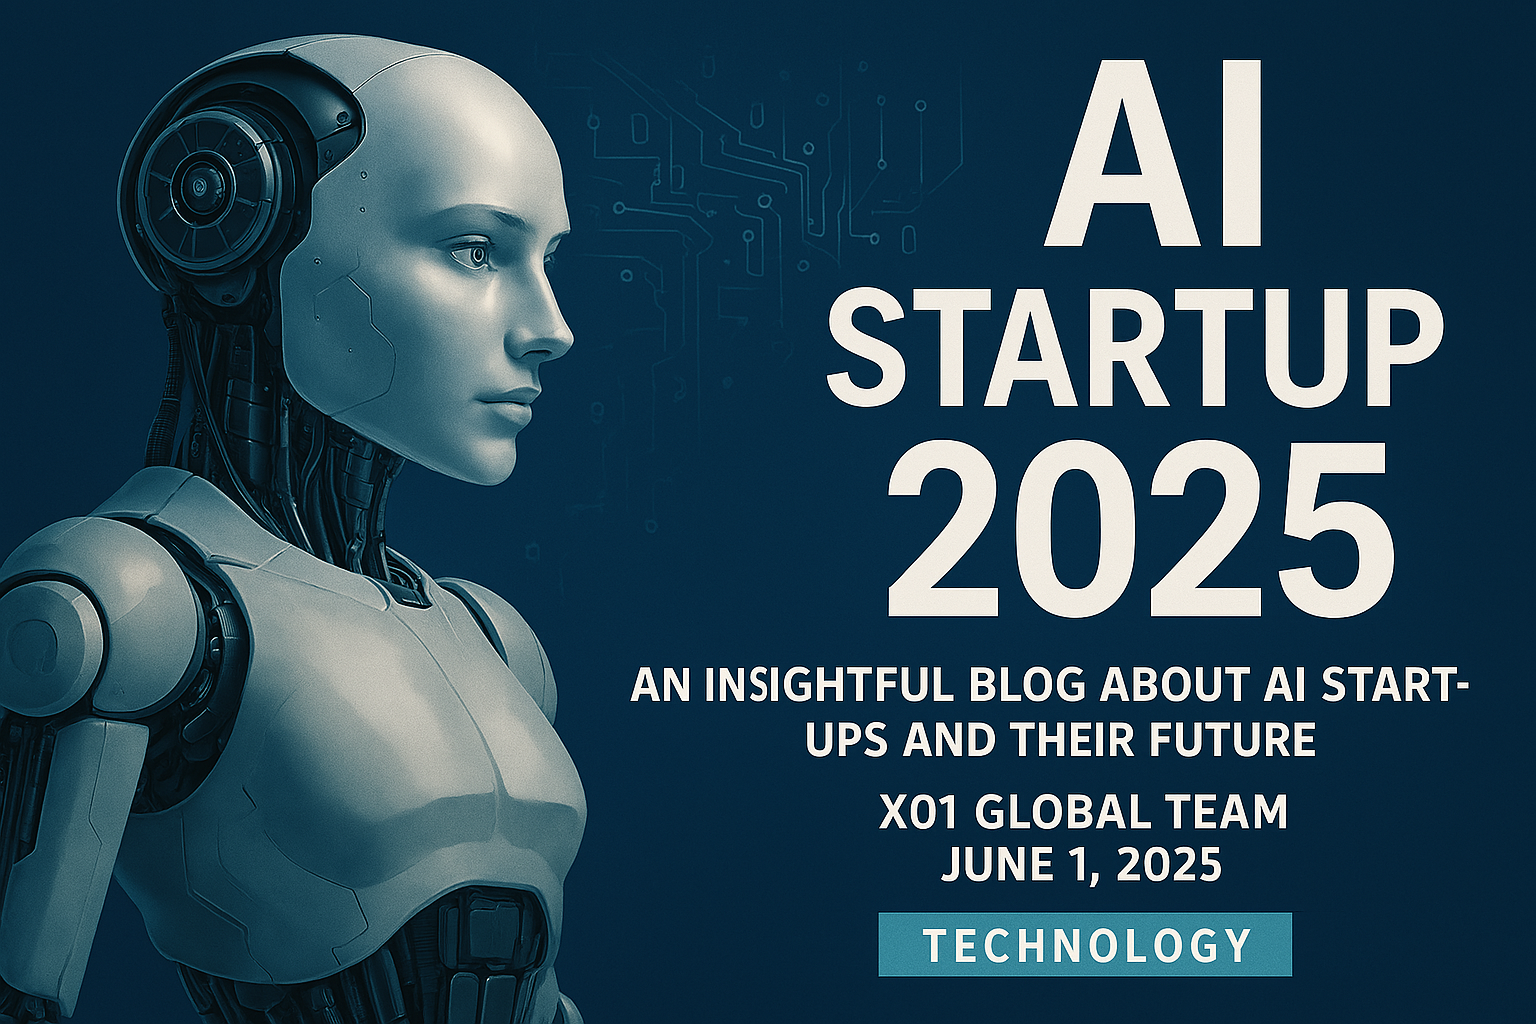 AI
STARTUP
2025
AN INSIGHTFUL BLOG ABOUT AI START-
UPS AND THEIR FUTURE
X01 GLOBAL TEAM
JUNE 1, 2025
TECHNOLOGY